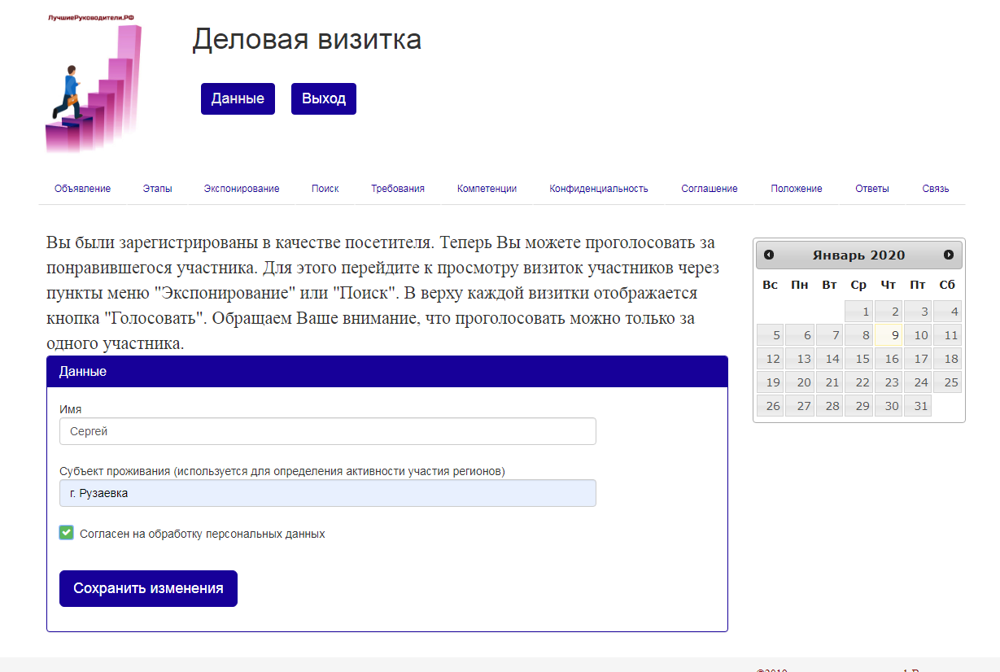 ЛучшиеРуководители.РФ
Деловая визитка
Данные Выход
Объявление Этапы Экспонирование Поиск Требования Компетенции Конфиденциальность Соглашение Положение Ответы Связь
Вы были зарегистрированы в качестве посетителя. Теперь Вы можете проголосовать за
понравившегося участника. Для этого перейдите к просмотру визиток участников через
пункты меню "Экспонирование" или "Поиск". В верху каждой визитки отображается
кнопка "Голосовать". Обращаем Ваше внимание, что проголосовать можно только за
одного участника.
Данные
Имя
Сергей
Субъект проживания (используется для определения активности участия регионов)
г. Рузаевка
Согласен на обработку персональных данных
Сохранить изменения
Январь 2020
Вс Пн Вт Ср Чт Пт Сб
1 2 3 4
5 6 7 8 9 10 11
12 13 14 15 16 17 18
19 20 21 22 23 24 25
26 27 28 29 30 31